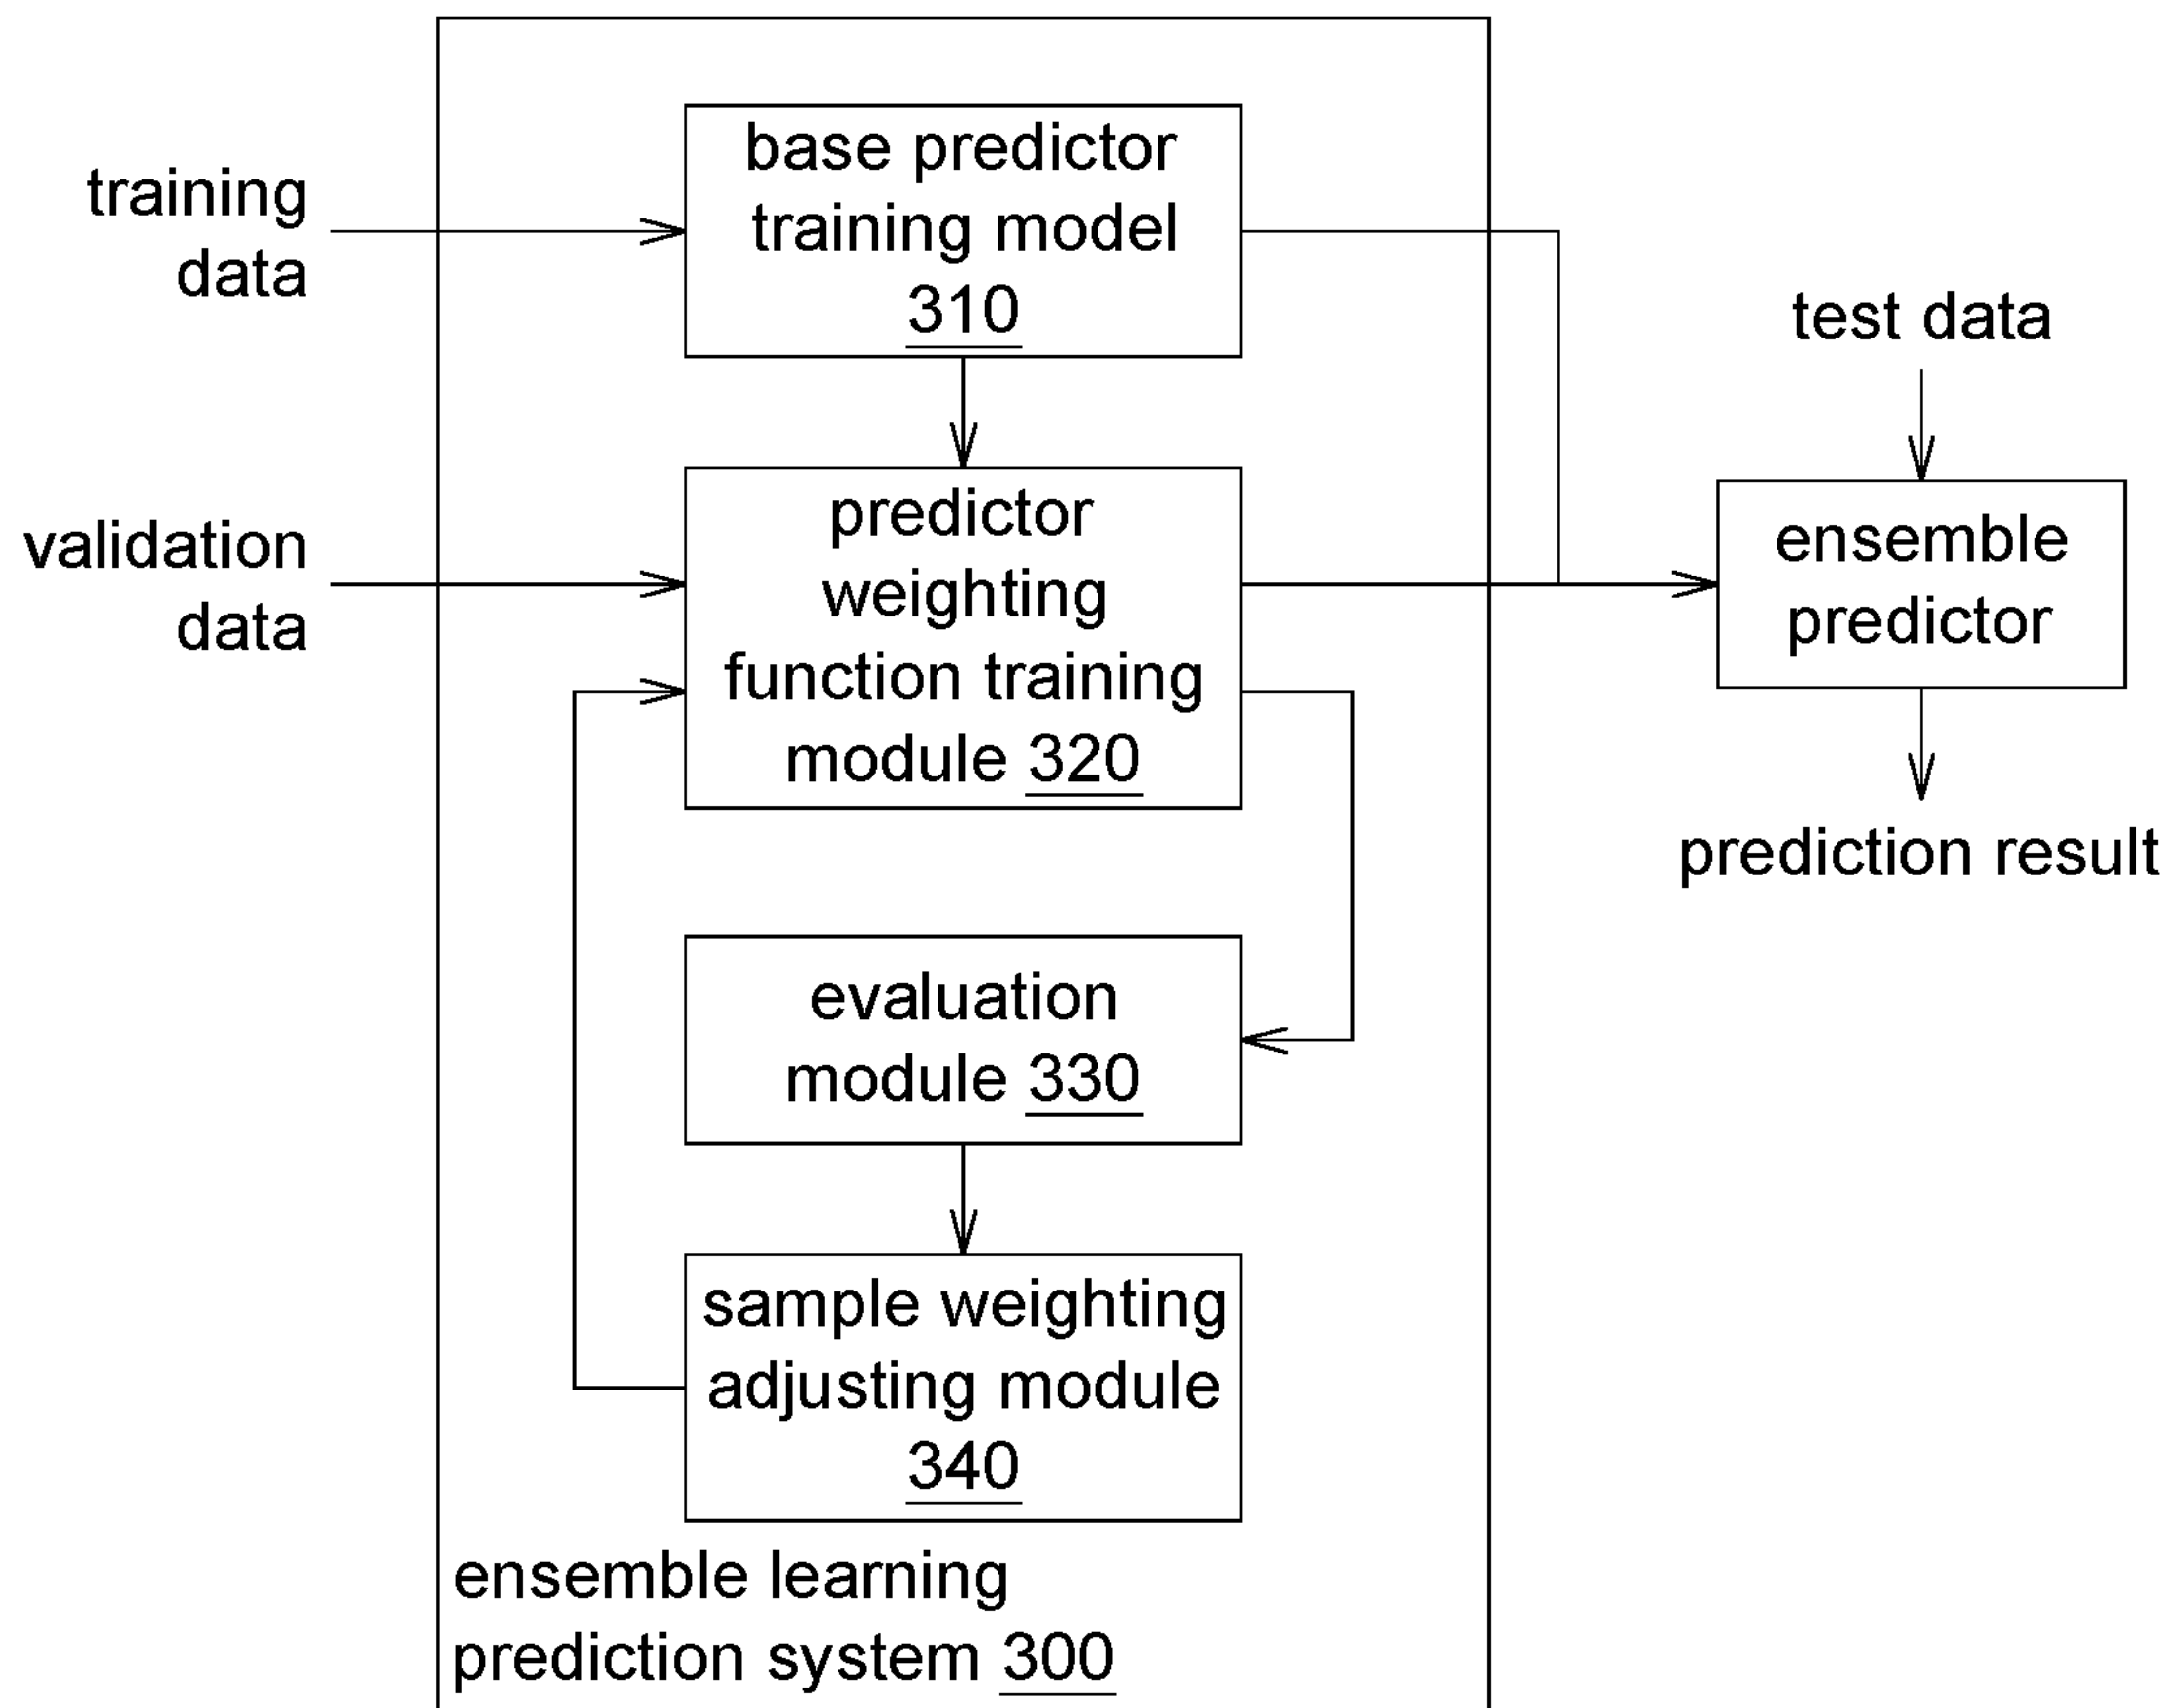 training
data
base predictor
training model
310
test data
validation
data
predictor
weighting
function training
module 320
ensemble
predictor
prediction result
evaluation
module 330
sample weighting
adjusting module
340
ensemble learning
prediction system 300